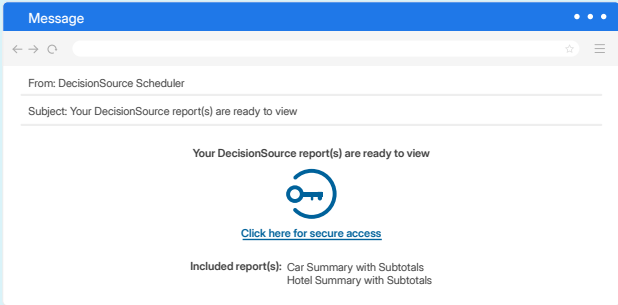 Message
From: DecisionSource Scheduler
Subject: Your DecisionSource report(s) are ready to view
Your DecisionSource report(s) are ready to view
Click here for secure access
Included report(s): Car Summary with Subtotals
Hotel Summary with Subtotals